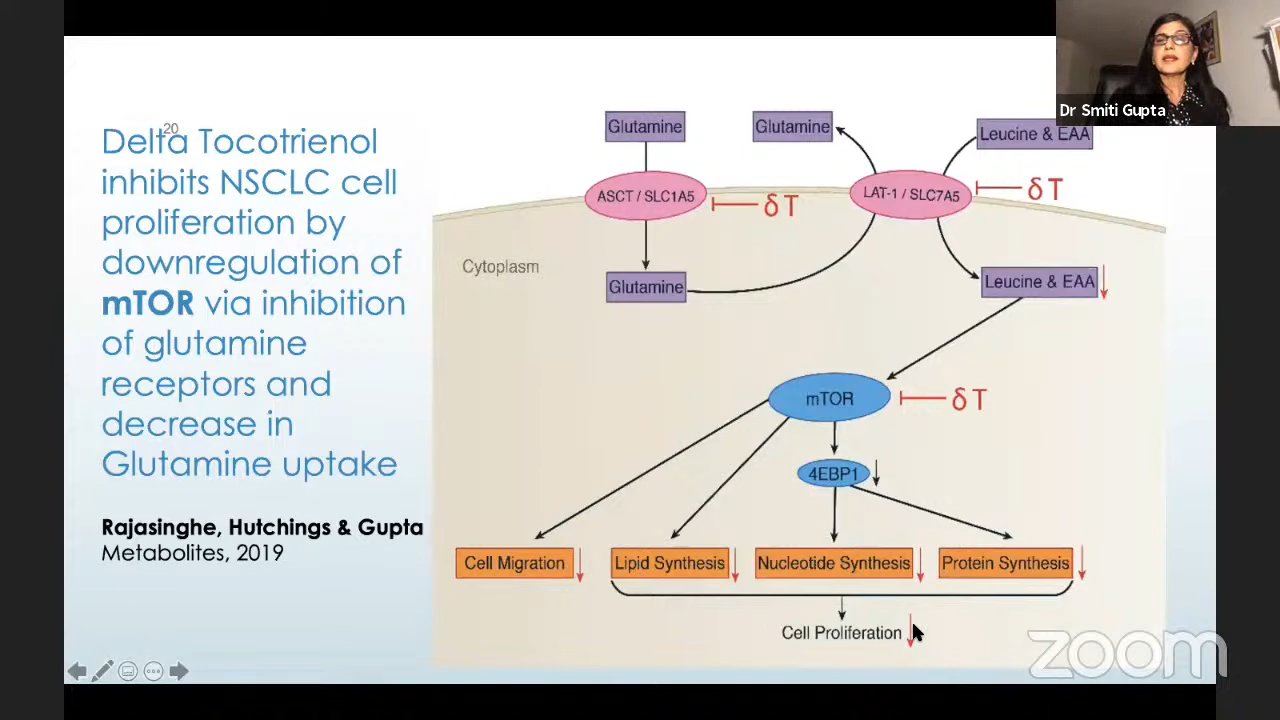 Dr Smiti Gupta
20
Delta Tocotrienol
inhibits NSCLC cell
proliferation by
downregulation of
mTOR via inhibition
of glutamine
receptors and
decrease in
Glutamine uptake
Rajasinghe, Hutchings & Gupta
Metabolites, 2019
Glutamine
Glutamine
Leucine & EAA
ASCT / SLC1A5
δT
LAT-1 / SLC7A5
δT
Cytoplasm
Glutamine
Leucine & EAA
mTOR
δT
4EBP1
Cell Migration
Lipid Synthesis
Nucleotide Synthesis
Protein Synthesis
Cell Proliferation
zoom